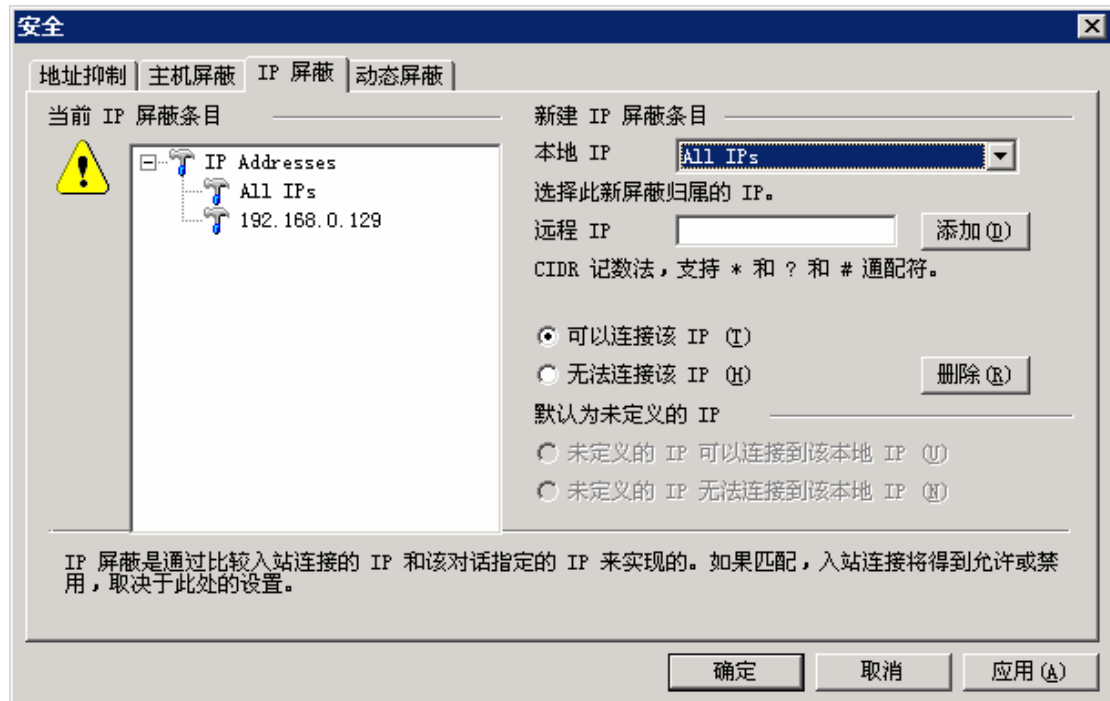 安全
地址抑制 主机屏蔽 IP 屏蔽 动态屏蔽
当前 IP 屏蔽条目
IP Addresses
All IPs
192.168.0.129
新建 IP 屏蔽条目
本地 IP All IPs
选择此新屏蔽归属的 IP。
远程 IP 添加(D)
CIDR 记数法，支持 * 和 ? 和 # 通配符。
可以连接该 IP (T)
无法连接该 IP (H) 删除(R)
默认为未定义的 IP
未定义的 IP 可以连接到该本地 IP (U)
未定义的 IP 无法连接到该本地 IP (N)
IP 屏蔽是通过比较入站连接的 IP 和该对话指定的 IP 来实现的。如果匹配，入站连接将得到允许或禁
用，取决于此处的设置。
确定 取消 应用(A)